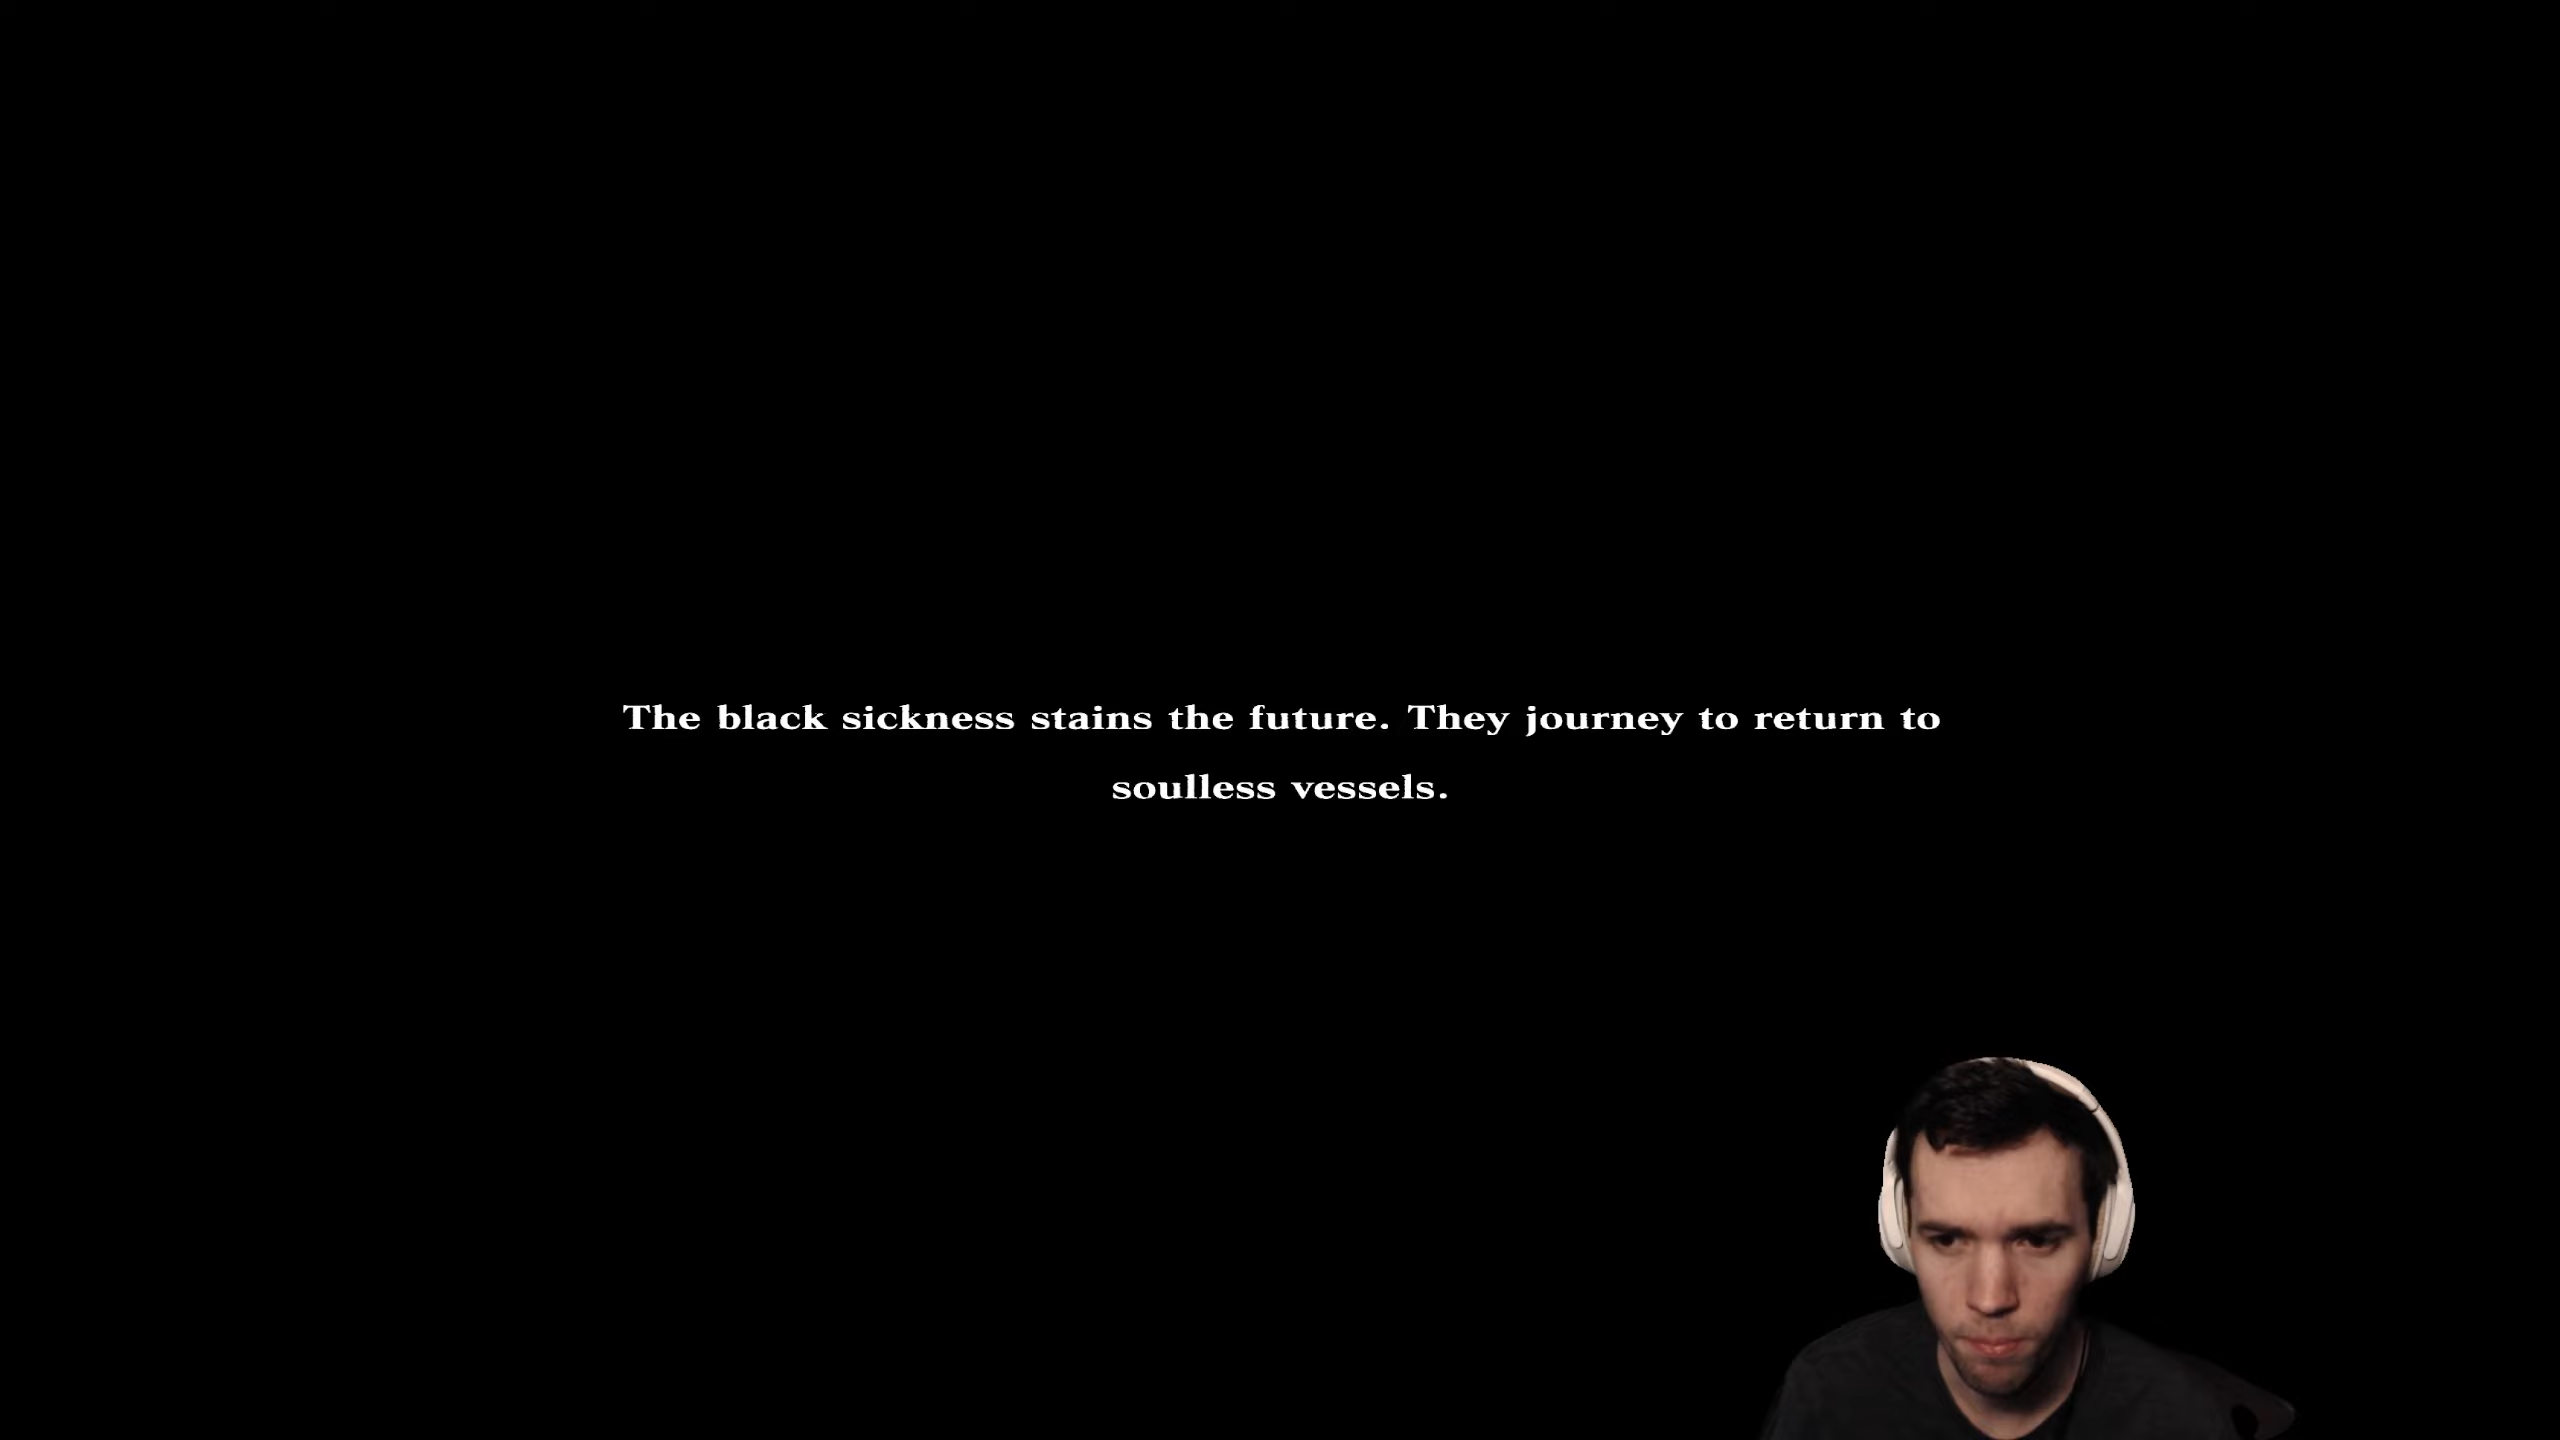 The black sickness stains the future. They journey to return to
soulless vessels.